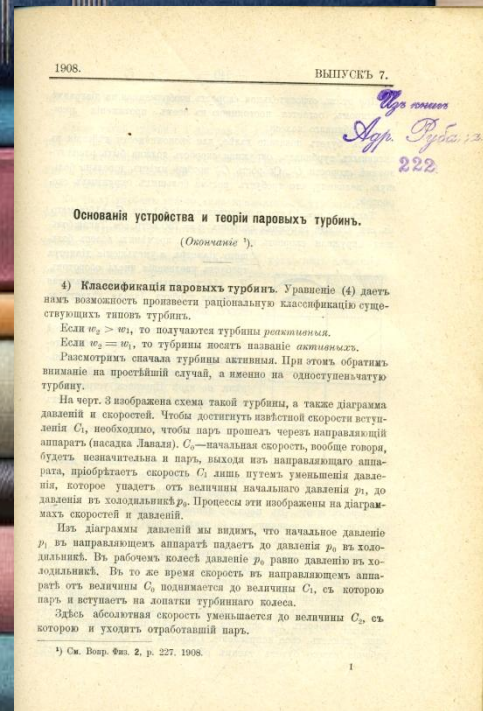 1908.
ВЫПУСКЪ 7.
Изъ книгъ
Адр.
222
Основанія устройства и теоріи паровыхъ турбинъ.
(Окончаніе ¹).
4) Классификація паровыхъ турбинъ. Уравненіе (4) даетъ
намъ возможность произвести раціональную классификацію суще-
ствующихъ типовъ турбинъ.
Если w₂ > w₁, то получаются турбины реактивныя.
Если w₂ = w₁, то тубрины носятъ названіе активныхъ.
Разсмотримъ сначала турбины активныя. При этомъ обратимъ
вниманіе на простѣйшій случай, а именно на одноступеньчатую
турбину.
На черт. 3 изображена схема такой турбины, а также діаграмма
давленій и скоростей. Чтобы достигнуть извѣстной скорости вступ-
ленія C₁, необходимо, чтобы паръ прошелъ черезъ направляющій
аппаратъ (насадка Лаваля). C₀—начальная скорость, вообще говоря,
будетъ незначительна и паръ, выходя изъ направляющаго аппа-
рата, пріобрѣтаетъ скорость C₁ лишь путемъ уменьшенія давле-
нія, которое упадетъ отъ величины начальнаго давленія p₁, до
давленія въ холодильникѣ p₀. Процессы эти изображены на діаграм-
махъ скоростей и давленій.
Изъ діаграммы давленій мы видимъ, что начальное давленіе
p₁ въ направляющемъ аппаратѣ падаетъ до давленія p₀ въ холо-
дильникѣ. Въ рабочемъ колесѣ давленіе p₀ равно давленію въ хо-
лодильникѣ. Въ то же время скорость въ направляющемъ аппа-
ратѣ отъ величины C₀ поднимается до величины C₁, съ которою
паръ и вступаетъ на лопатки турбиннаго колеса.
Здѣсь абсолютная скорость уменьшается до величины C₂, съ
которою и уходитъ отработавшій паръ.
¹) См. Вопр. Физ. 2, р. 227. 1908.
1